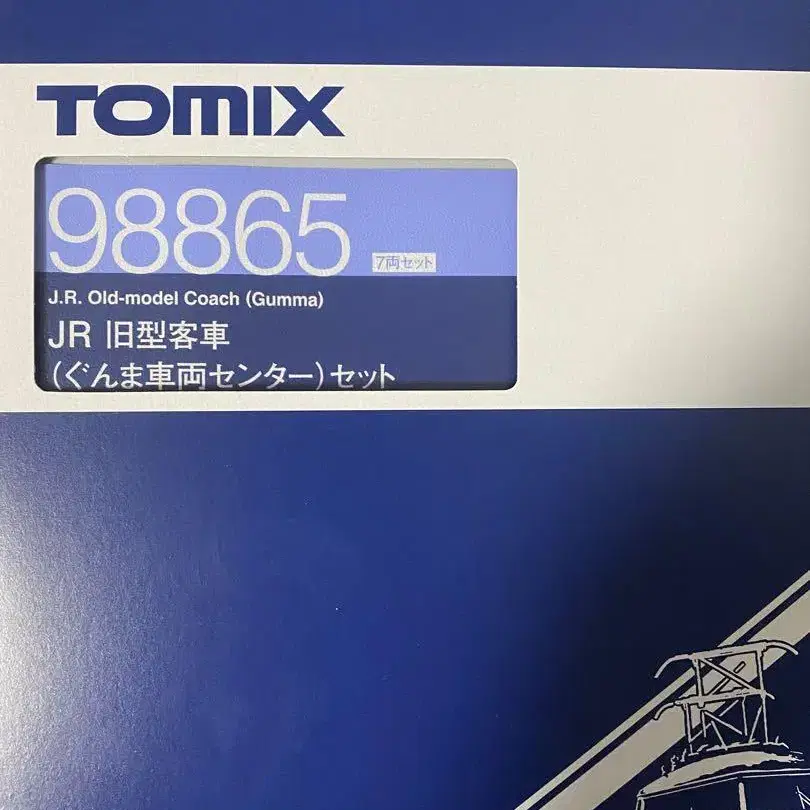 TOMIX
98865 7両セット
J.R. Old-model Coach (Gumma)
JR 旧型客車
(ぐんま車両センター)セット